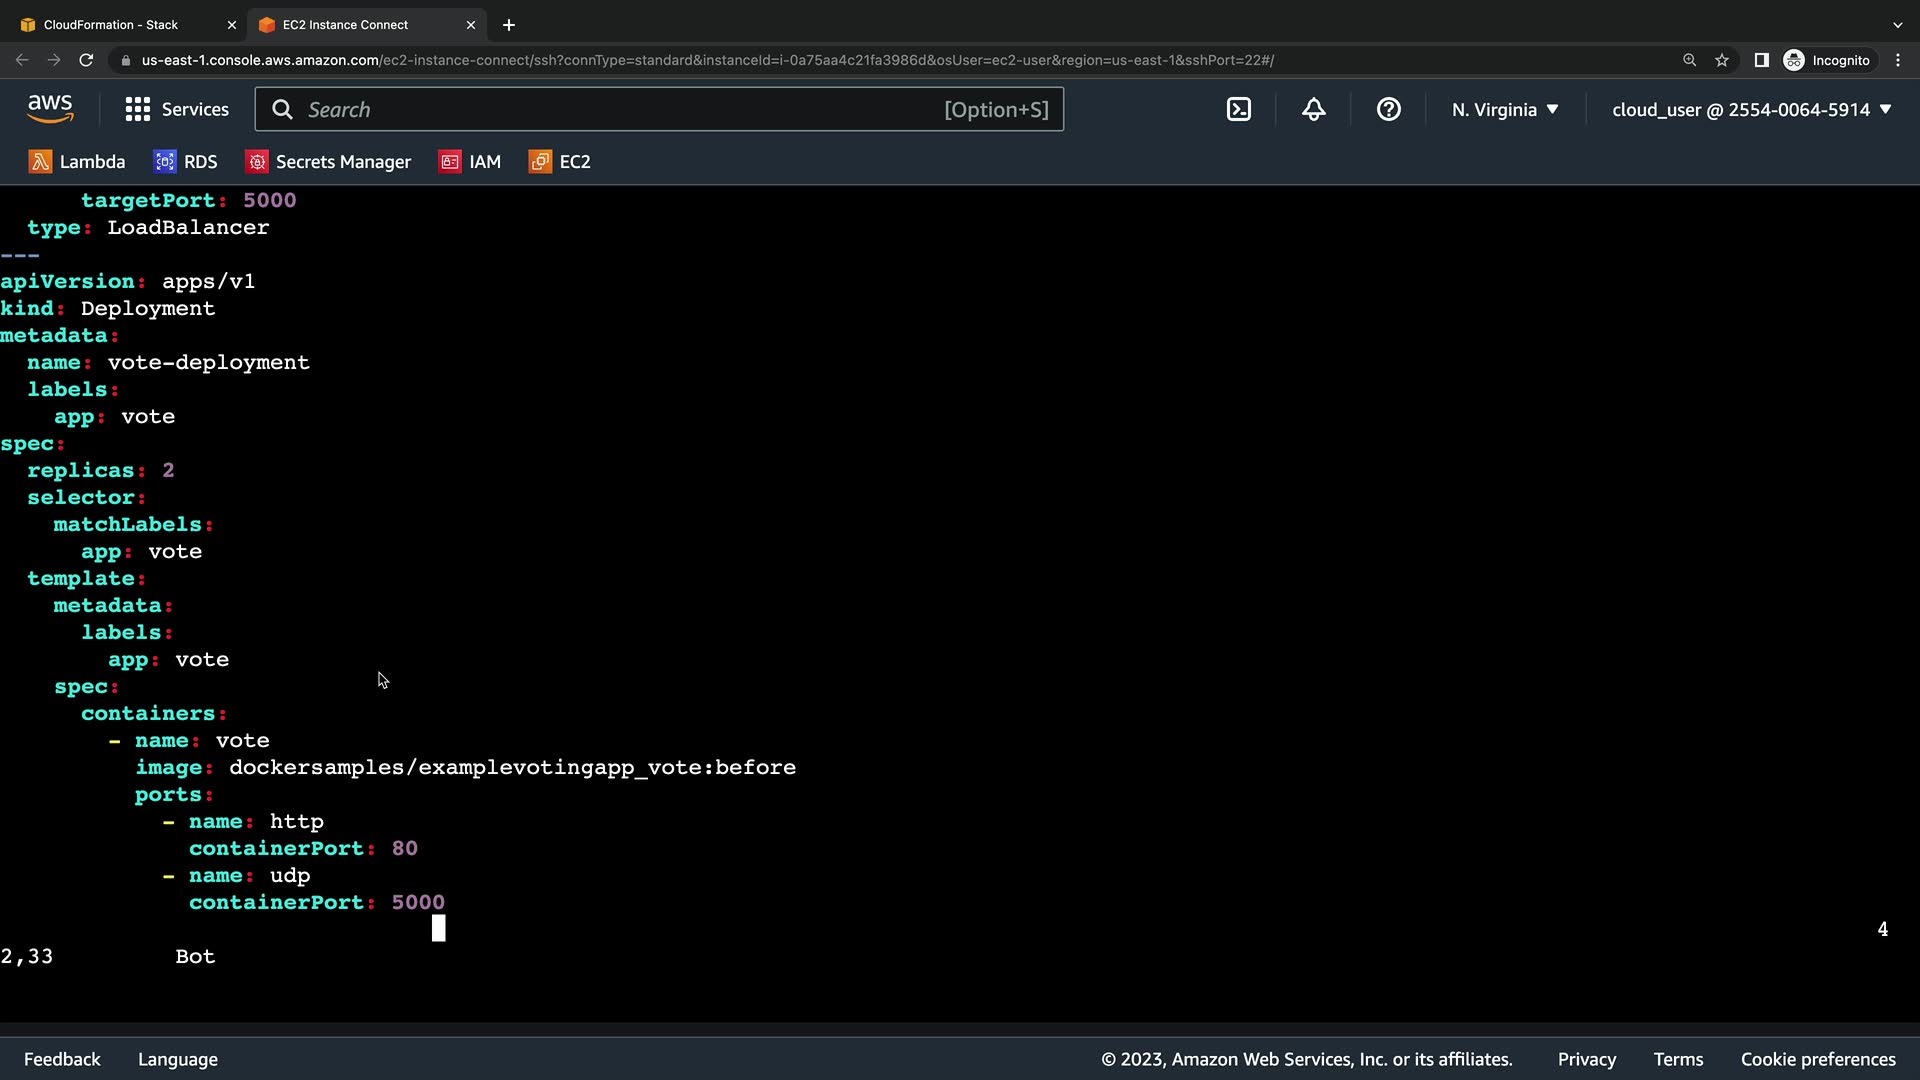 CloudFormation - Stack
EC2 Instance Connect
us-east-1.console.aws.amazon.com/ec2-instance-connect/ssh?connType=standard&instanceId=i-0a75aa4c21fa3986d&osUser=ec2-user&region=us-east-1&sshPort=22#/
Incognito
aws
Services
Search
[Option+S]
N. Virginia
cloud_user @ 2554-0064-5914
Lambda
RDS
Secrets Manager
IAM
EC2
      targetPort: 5000
  type: LoadBalancer
---
apiVersion: apps/v1
kind: Deployment
metadata:
  name: vote-deployment
  labels:
    app: vote
spec:
  replicas: 2
  selector:
    matchLabels:
      app: vote
  template:
    metadata:
      labels:
        app: vote
    spec:
      containers:
        - name: vote
          image: dockersamples/examplevotingapp_vote:before
          ports:
            - name: http
              containerPort: 80
            - name: udp
              containerPort: 5000
4
2,33 Bot
Feedback
Language
© 2023, Amazon Web Services, Inc. or its affiliates.
Privacy
Terms
Cookie preferences